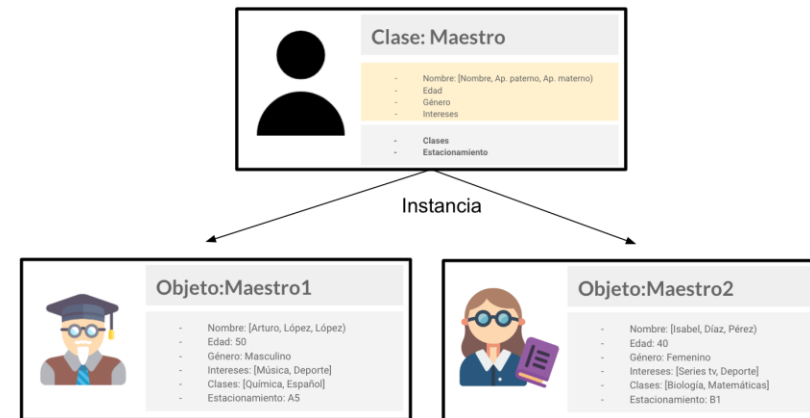 Clase: Maestro
- Nombre: [Nombre, Ap. paterno, Ap. materno)
- Edad
- Género
- Intereses
- Clases
- Estacionamiento
Instancia
Objeto:Maestro1
- Nombre: [Arturo, López, López)
- Edad: 50
- Género: Masculino
- Intereses: [Música, Deporte]
- Clases: [Química, Español]
- Estacionamiento: A5
Objeto:Maestro2
- Nombre: [Isabel, Díaz, Pérez)
- Edad: 40
- Género: Femenino
- Intereses: [Series tv, Deporte]
- Clases: [Biología, Matemáticas]
- Estacionamiento: B1